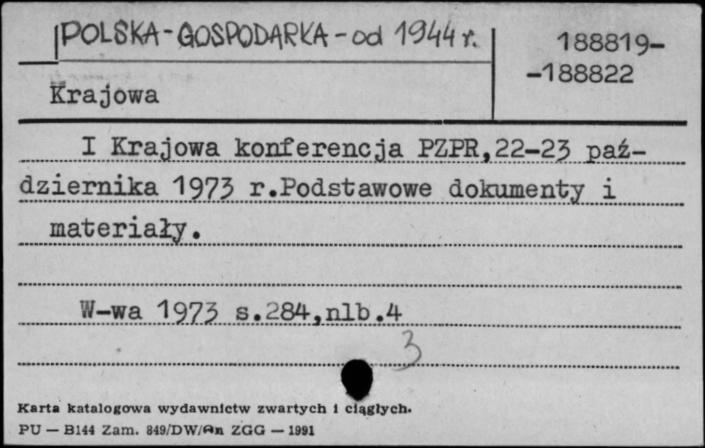 POLSKA - GOSPODARKA - od 1944 r.
188819-
-188822
Krajowa
I Krajowa konferencja PZPR,22-23 paź-
dziernika 1973 r.Podstawowe dokumenty i
materiały.
W-wa 1973 s.284,nlb.4
3
Karta katalogowa wydawnictw zwartych i ciągłych.
PU — B144 Zam. 849/DW/An ZGG — 1991